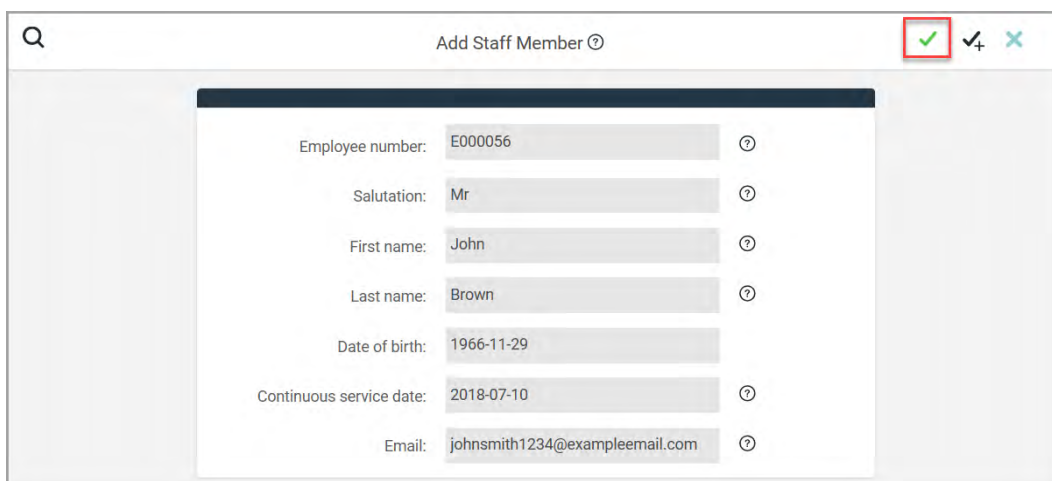 Add Staff Member ?
Employee number: E000056 ?
Salutation: Mr ?
First name: John ?
Last name: Brown ?
Date of birth: 1966-11-29
Continuous service date: 2018-07-10 ?
Email: johnsmith1234@exampleemail.com ?